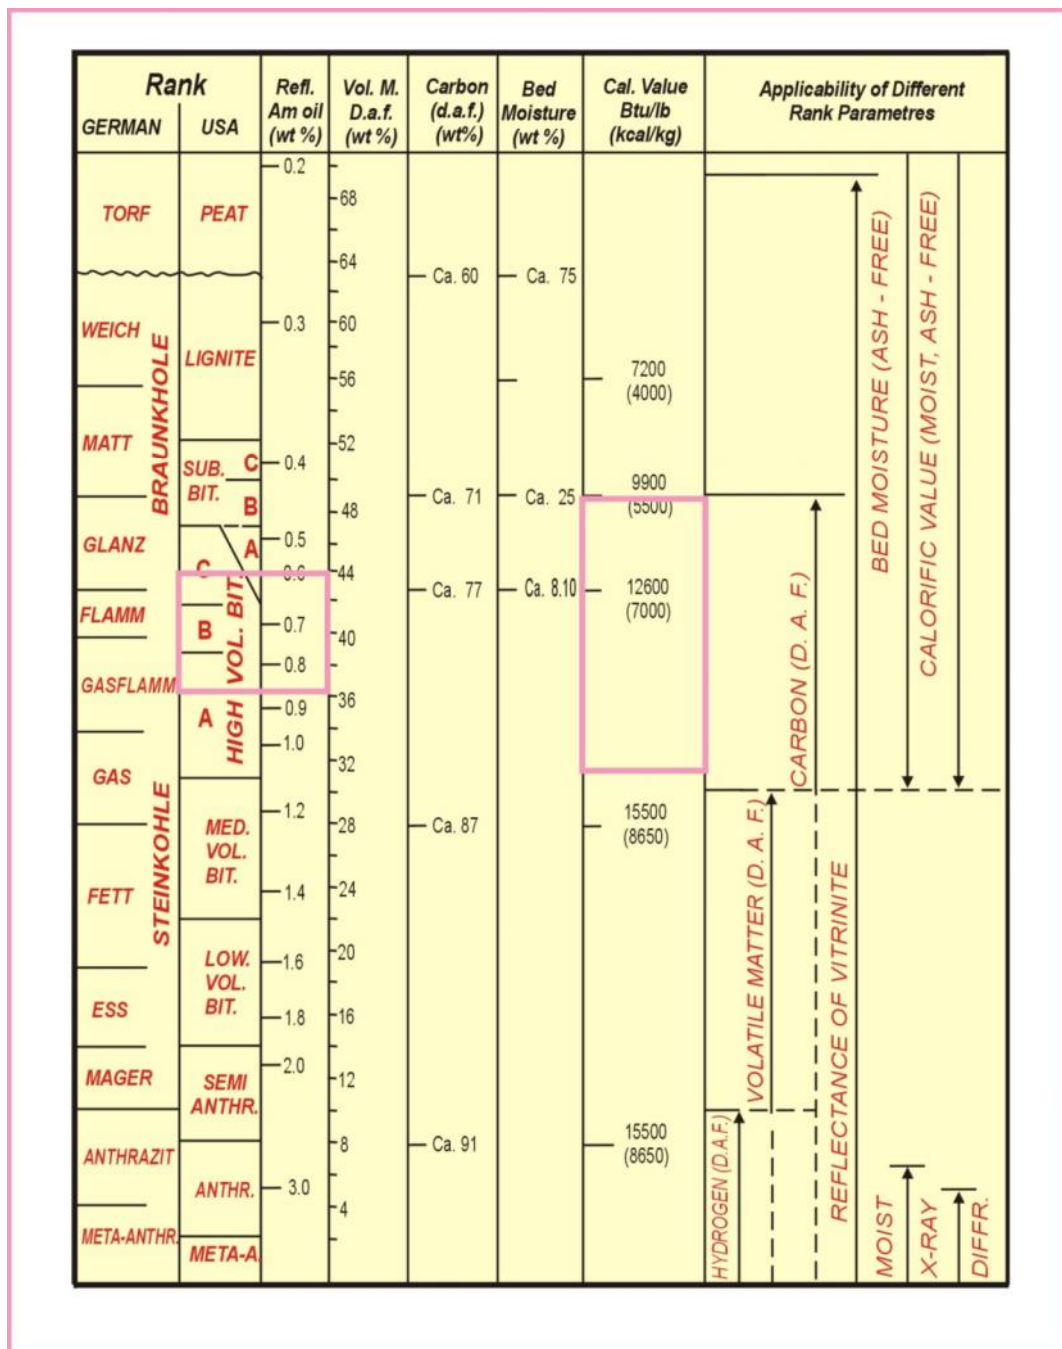 Rank
GERMAN
USA
Refl.
Am oil
(wt %)
Vol. M.
D.a.f.
(wt %)
Carbon
(d.a.f.)
(wt%)
Bed
Moisture
(wt %)
Cal. Value
Btu/lb
(kcal/kg)
Applicability of Different
Rank Parametres
TORF
WEICH
MATT
GLANZ
FLAMM
GASFLAMM
GAS
FETT
ESS
MAGER
ANTHRAZIT
META-ANTHR.
BRAUNKHOLE
STEINKOHLE
PEAT
LIGNITE
SUB.
BIT.
C
B
A
C
B
A
HIGH VOL. BIT.
MED.
VOL.
BIT.
LOW.
VOL.
BIT.
SEMI
ANTHR.
ANTHR.
META-A.
0.2
0.3
0.4
0.5
0.6
0.7
0.8
0.9
1.0
1.2
1.4
1.6
1.8
2.0
3.0
68
64
60
56
52
48
44
40
36
32
28
24
20
16
12
8
4
Ca. 60
Ca. 71
Ca. 77
Ca. 87
Ca. 91
Ca. 75
Ca. 25
Ca. 8.10
7200
(4000)
9900
(5500)
12600
(7000)
15500
(8650)
15500
(8650)
HYDROGEN (D.A.F.)
VOLATILE MATTER (D. A. F.)
CARBON (D. A. F.)
REFLECTANCE OF VITRINITE
BED MOISTURE (ASH - FREE)
CALORIFIC VALUE (MOIST, ASH - FREE)
MOIST
X-RAY
DIFFR.